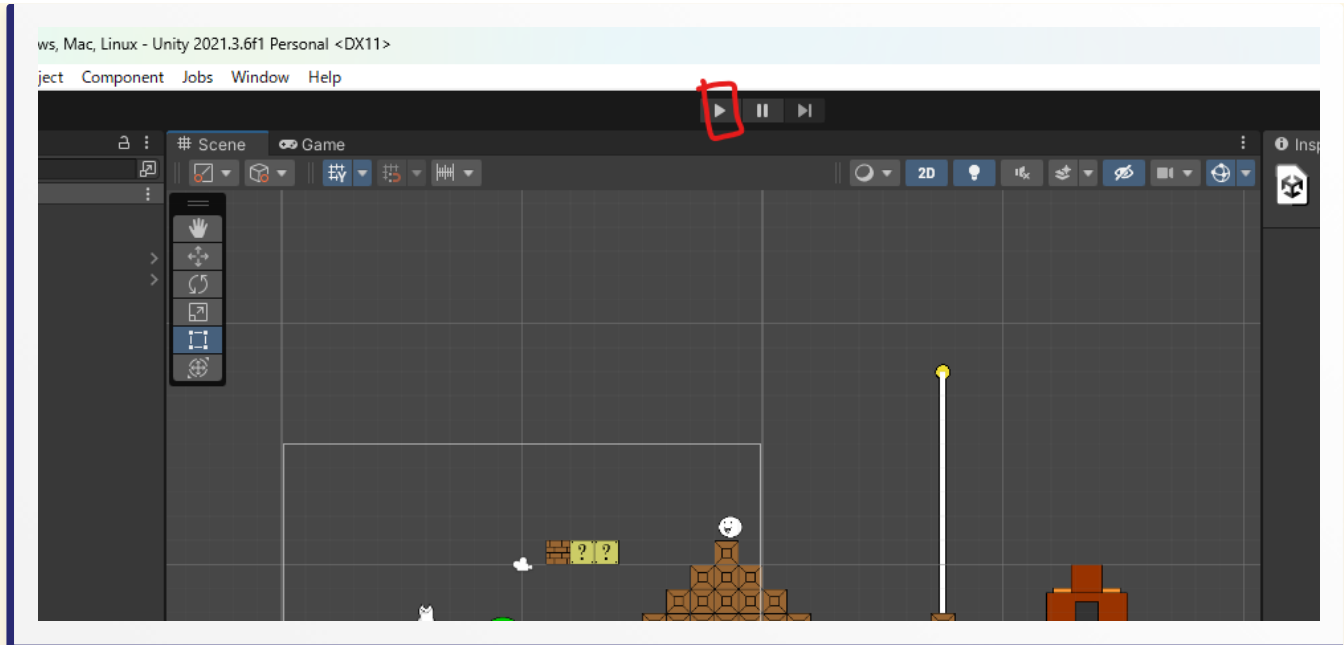 ws, Mac, Linux - Unity 2021.3.6f1 Personal <DX11>
ject Component Jobs Window Help
# Scene Game
Insp
2D
? ?